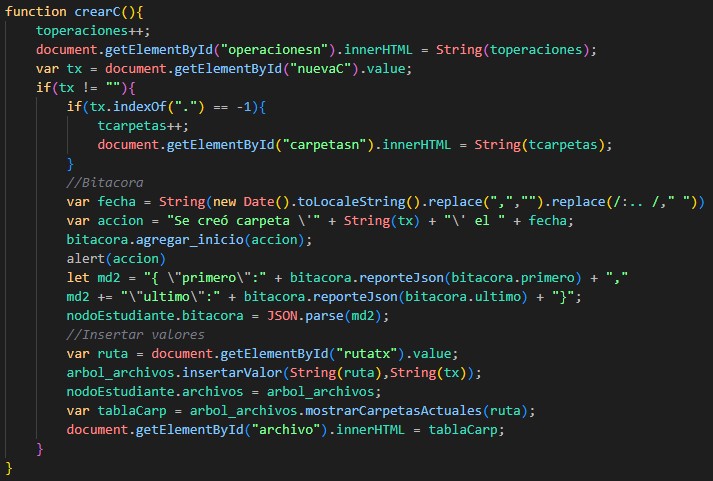 function crearC(){
    toperaciones++;
    document.getElementById("operacionesn").innerHTML = String(toperaciones);
    var tx = document.getElementById("nuevaC").value;
    if(tx != ""){
        if(tx.indexOf(".") == -1){
            tcarpetas++;
            document.getElementById("carpetasn").innerHTML = String(tcarpetas);
        }
        //Bitacora
        var fecha = String(new Date().toLocaleString().replace(",","").replace(/:.. /," "))
        var accion = "Se creó carpeta \'" + String(tx) + "\' el " + fecha;
        bitacora.agregar_inicio(accion);
        alert(accion)
        let md2 = "{ \"primero\":" + bitacora.reporteJson(bitacora.primero) + ","
        md2 += "\"ultimo\":" + bitacora.reporteJson(bitacora.ultimo) + "}";
        nodoEstudiante.bitacora = JSON.parse(md2);
        //Insertar valores
        var ruta = document.getElementById("rutatx").value;
        arbol_archivos.insertarValor(String(ruta),String(tx));
        nodoEstudiante.archivos = arbol_archivos;
        var tablaCarp = arbol_archivos.mostrarCarpetasActuales(ruta);
        document.getElementById("archivo").innerHTML = tablaCarp;
    }
}